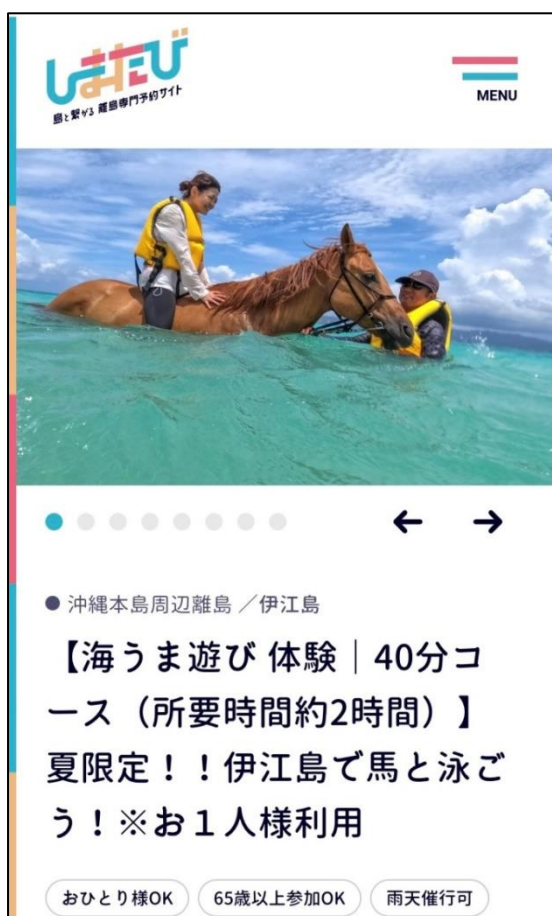 しまたび
島と繋がる 離島専門予約サイト
MENU
● 沖縄本島周辺離島 ／伊江島
【海うま遊び 体験｜40分コ
ース（所要時間約2時間）】
夏限定！！伊江島で馬と泳ご
う！※お１人様利用
おひとり様OK 65歳以上参加OK 雨天催行可